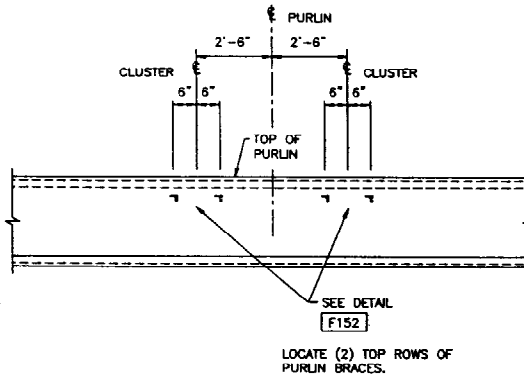 ℄ PURLIN
2'-6" 2'-6"
CLUSTER ℄ ℄ CLUSTER
6" 6" 6" 6"
TOP OF
PURLIN
SEE DETAIL
F152
LOCATE (2) TOP ROWS OF
PURLIN BRACES.